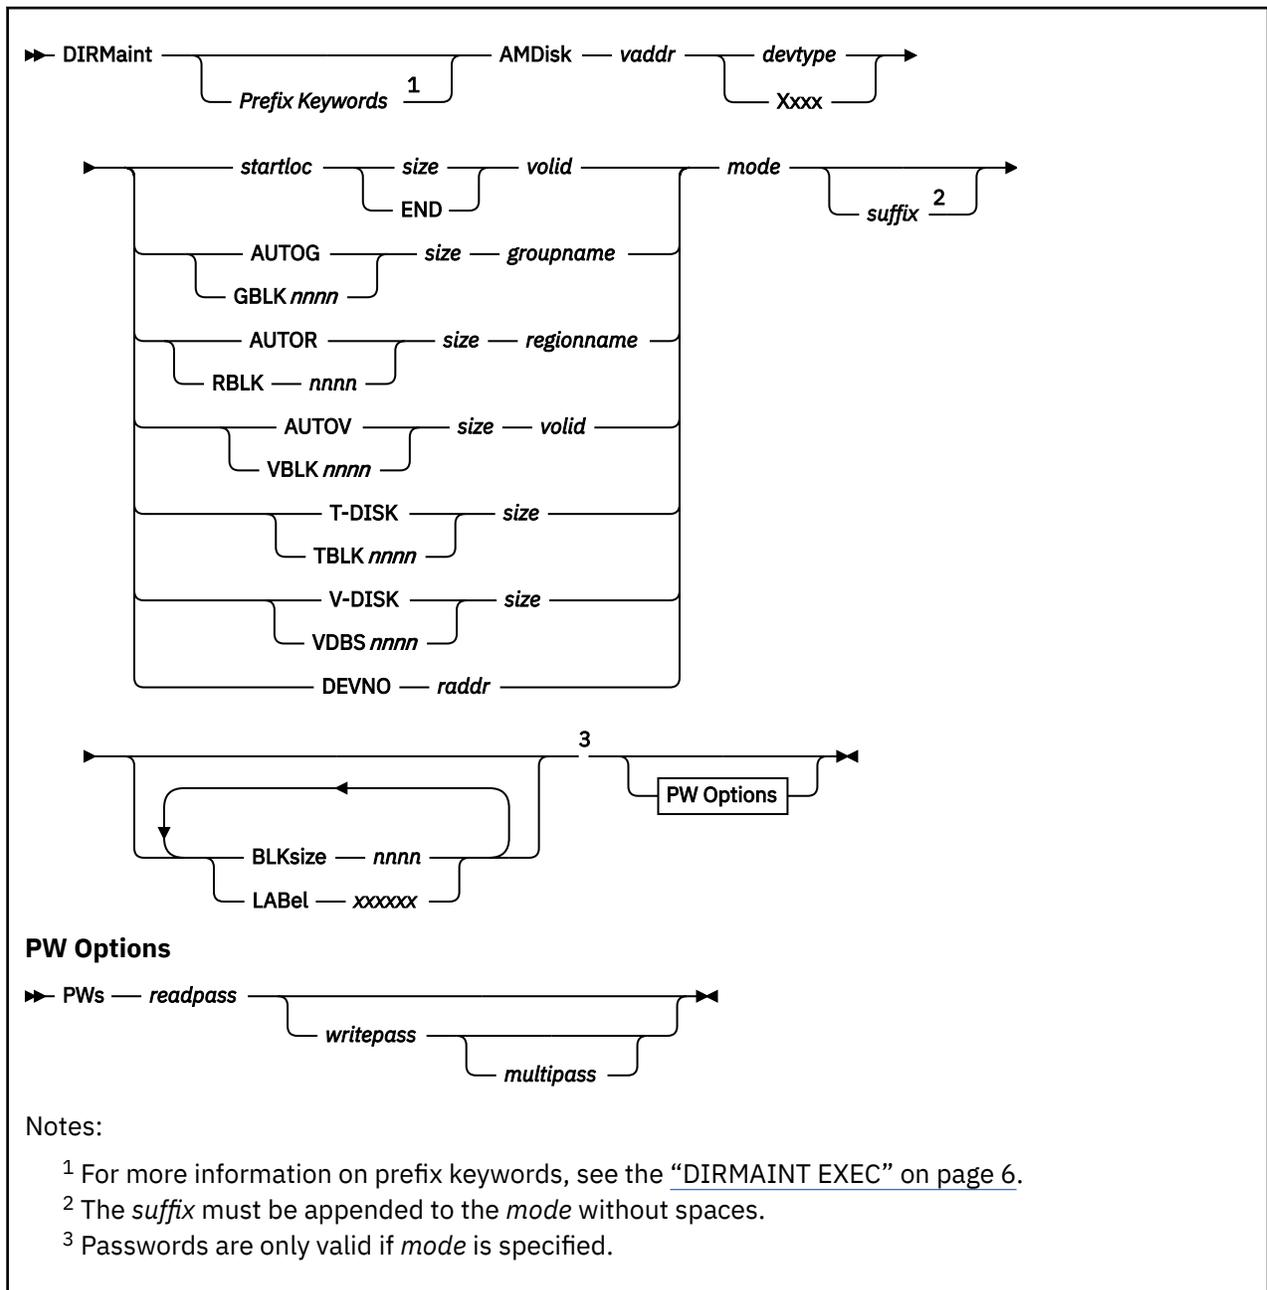 DIRMaint AMDisk vaddr devtype
Prefix Keywords 1 Xxxx
startloc size volid mode
END suffix 2
AUTOG size groupname
GBLK nnnn
AUTOR size regionname
RBLK nnnn
AUTOV size volid
VBLK nnnn
T-DISK size
TBLK nnnn
V-DISK size
VDBS nnnn
DEVNO raddr
3
PW Options
BLKsize nnnn
LABel xxxxxx
PW Options
PWs readpass
writepass
multipass
Notes:
1 For more information on prefix keywords, see the “DIRMAINT EXEC” on page 6.
2 The suffix must be appended to the mode without spaces.
3 Passwords are only valid if mode is specified.